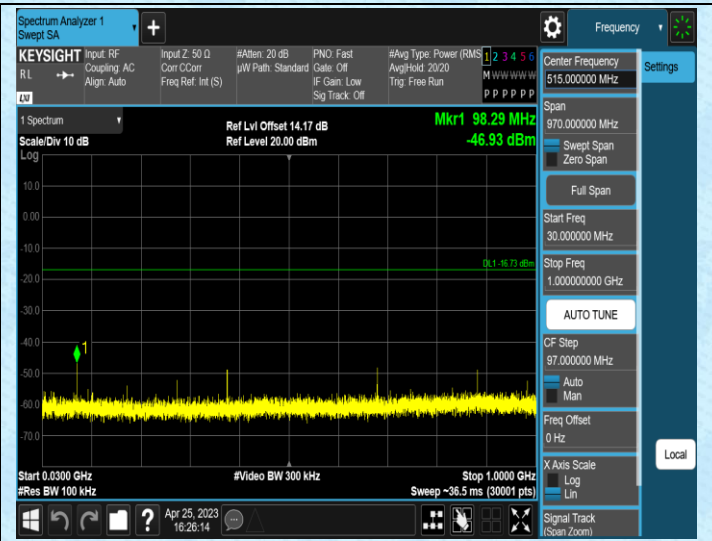 Spectrum Analyzer 1
Swept SA
+
Frequency
KEYSIGHT
RL
LXI
Input: RF
Coupling: AC
Align: Auto
Input Z: 50 Ω
Corr CCorr
Freq Ref: Int (S)
#Atten: 20 dB
µW Path: Standard
PNO: Fast
Gate: Off
IF Gain: Low
Sig Track: Off
#Avg Type: Power (RMS
Avg|Hold: 20/20
Trig: Free Run
1 2 3 4 5 6
M W W W W W
P P P P P P
1 Spectrum
Scale/Div 10 dB
Log
Ref Lvl Offset 14.17 dB
Ref Level 20.00 dBm
Mkr1 98.29 MHz
-46.93 dBm
10.0
0.00
-10.0
DL1 -16.73 dBm
-20.0
-30.0
-40.0
1
-50.0
-60.0
-70.0
Start 0.0300 GHz
#Res BW 100 kHz
#Video BW 300 kHz
Stop 1.0000 GHz
Sweep ~36.5 ms (30001 pts)
?
Apr 25, 2023
16:26:14
Center Frequency
515.000000 MHz
Settings
Span
970.000000 MHz
Swept Span
Zero Span
Full Span
Start Freq
30.000000 MHz
Stop Freq
1.000000000 GHz
AUTO TUNE
CF Step
97.000000 MHz
Auto
Man
Freq Offset
0 Hz
X Axis Scale
Log
Lin
Local
Signal Track
(Span Zoom)